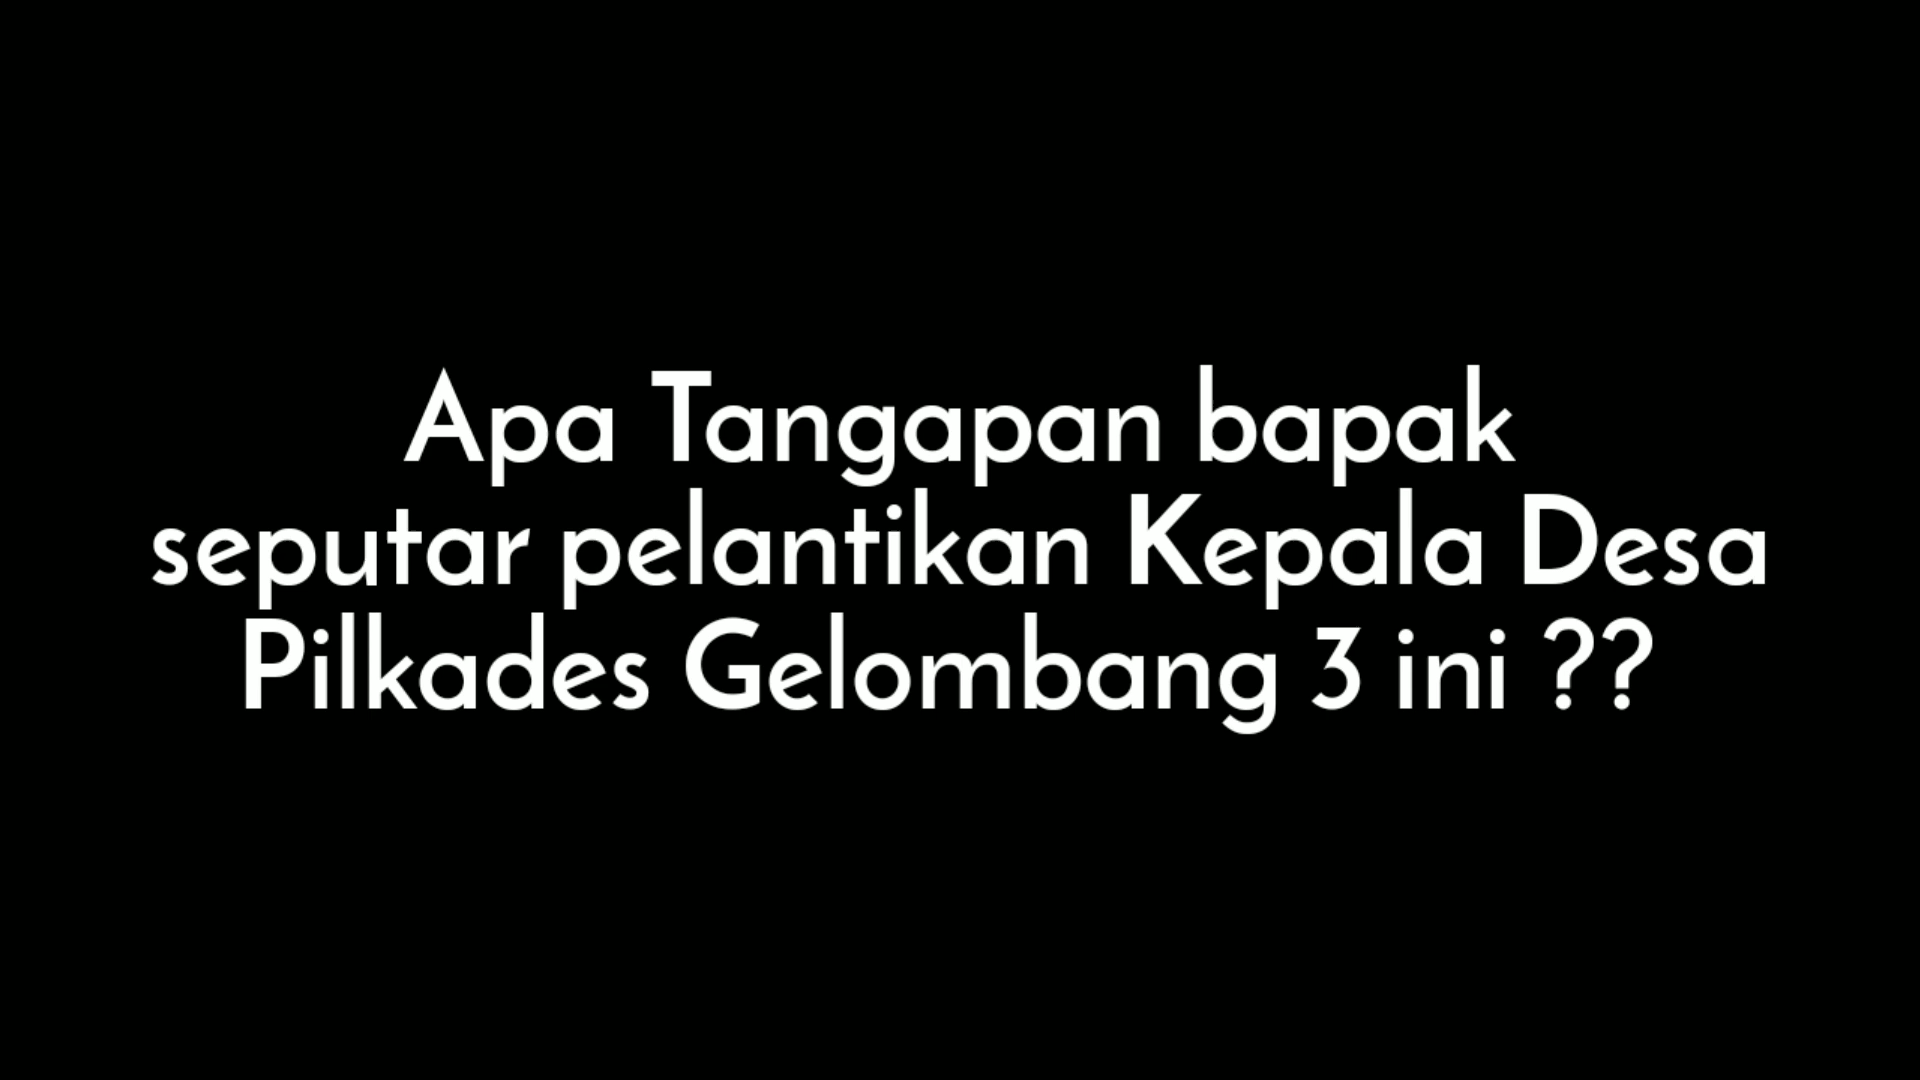 Apa Tangapan bapak
seputar pelantikan Kepala Desa
Pilkades Gelombang 3 ini ??